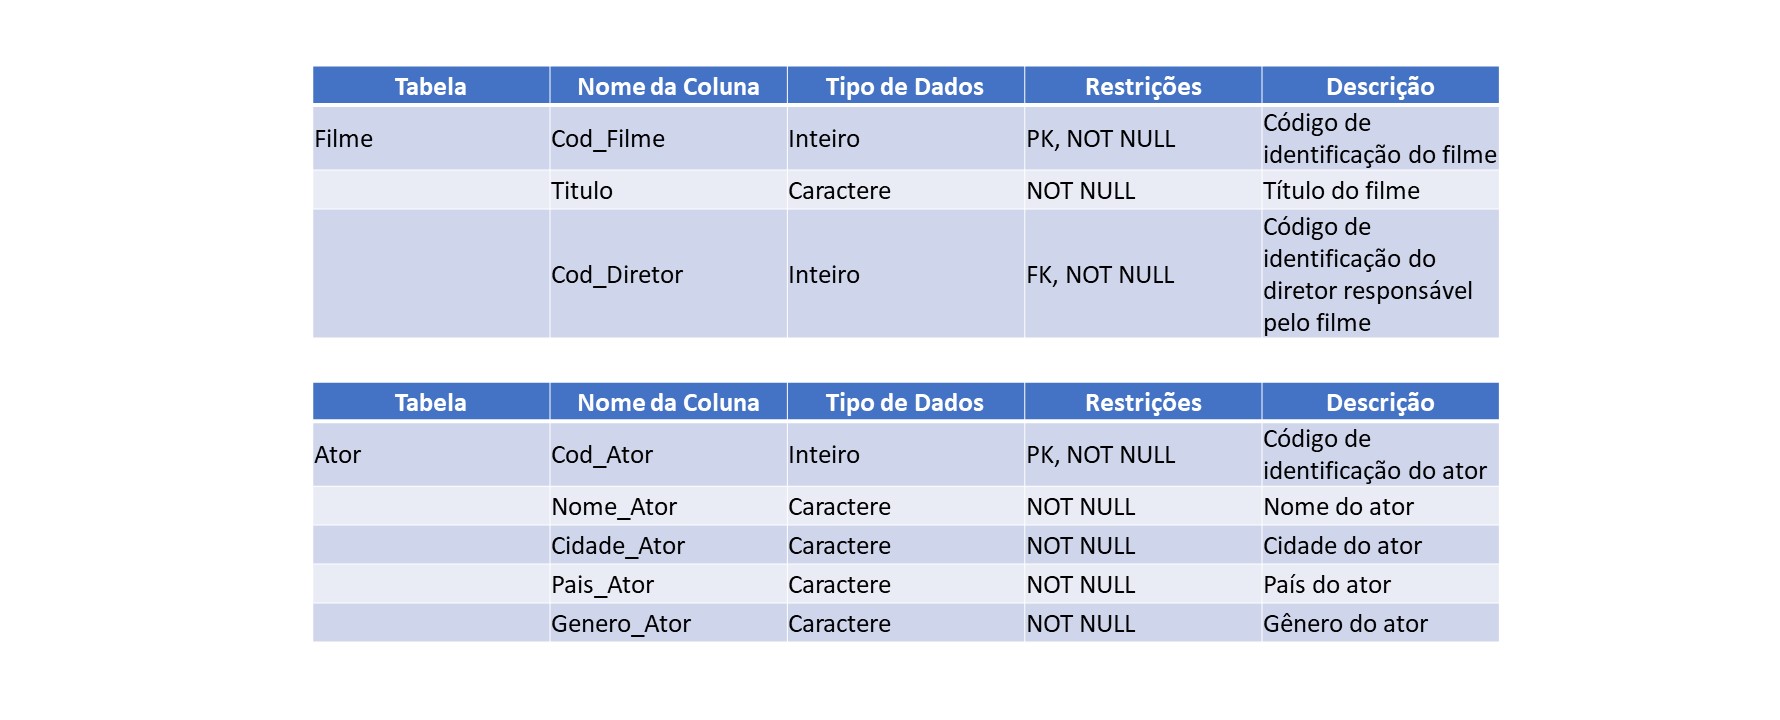 Tabela Nome da Coluna Tipo de Dados Restrições Descrição
Filme Cod_Filme Inteiro PK, NOT NULL Código de
identificação do filme
Titulo Caractere NOT NULL Título do filme
Cod_Diretor Inteiro FK, NOT NULL Código de
identificação do
diretor responsável
pelo filme
Tabela Nome da Coluna Tipo de Dados Restrições Descrição
Ator Cod_Ator Inteiro PK, NOT NULL Código de
identificação do ator
Nome_Ator Caractere NOT NULL Nome do ator
Cidade_Ator Caractere NOT NULL Cidade do ator
Pais_Ator Caractere NOT NULL País do ator
Genero_Ator Caractere NOT NULL Gênero do ator